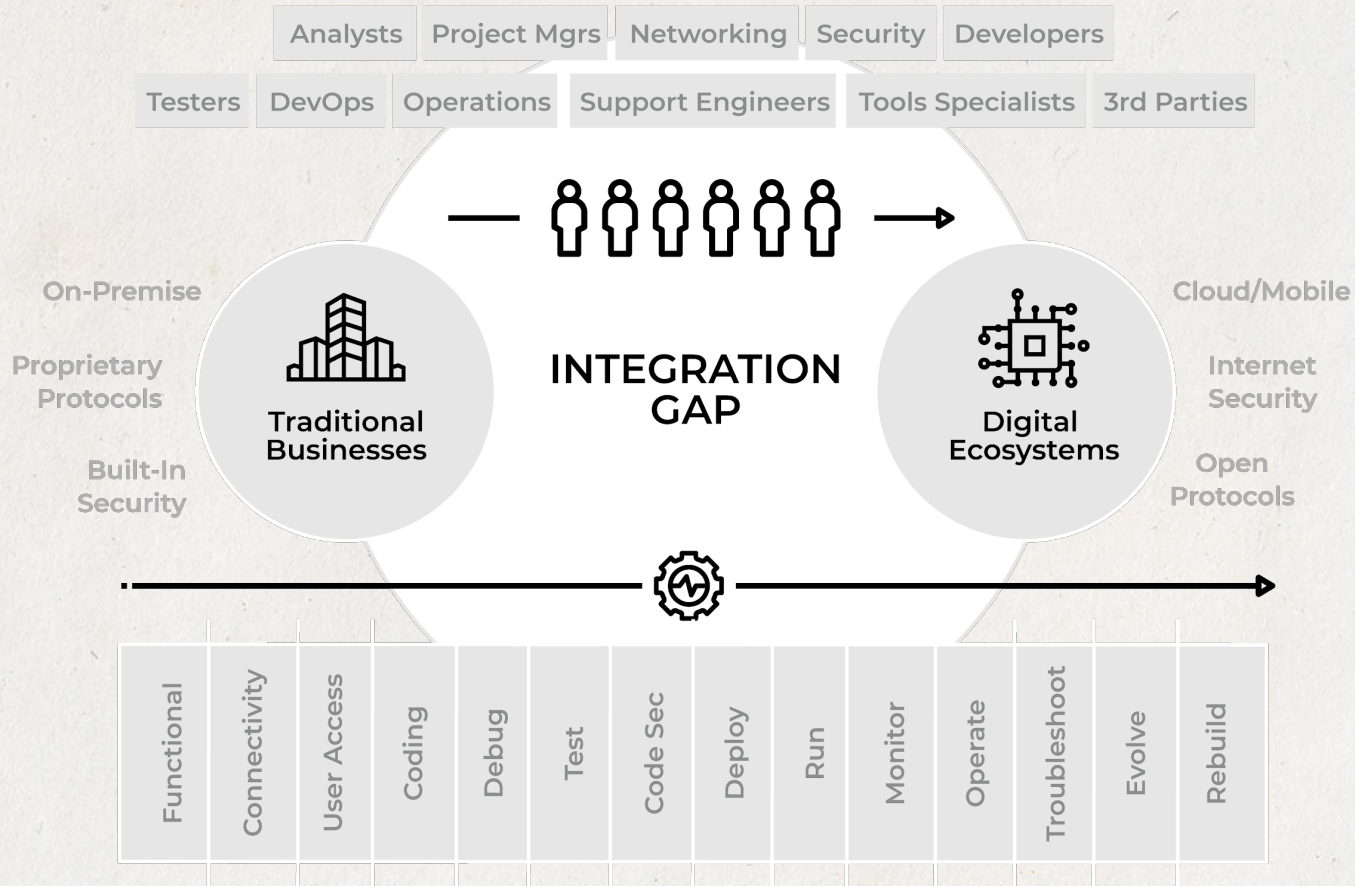 Analysts Project Mgrs Networking Security Developers
Testers DevOps Operations Support Engineers Tools Specialists 3rd Parties
On-Premise
Proprietary
Protocols
Built-In
Security
Traditional
Businesses
INTEGRATION
GAP
Digital
Ecosystems
Cloud/Mobile
Internet
Security
Open
Protocols
Functional
Connectivity
User Access
Coding
Debug
Test
Code Sec
Deploy
Run
Monitor
Operate
Troubleshoot
Evolve
Rebuild